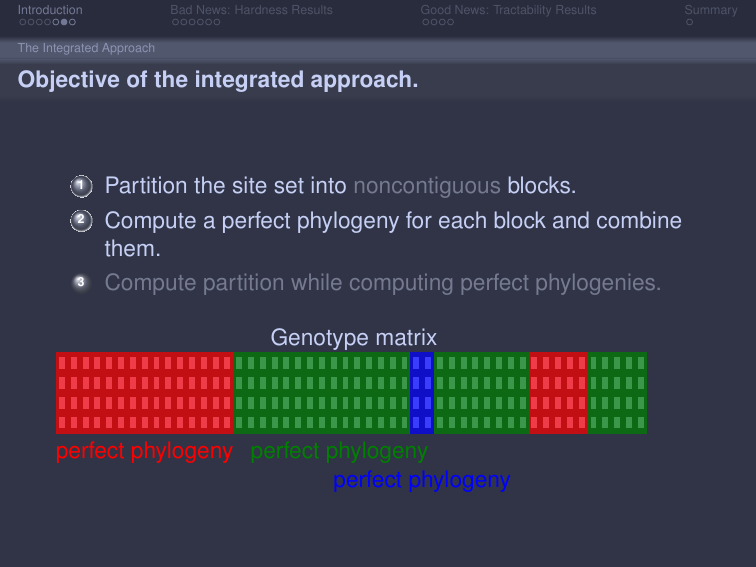 Introduction
Bad News: Hardness Results
Good News: Tractability Results
Summary
The Integrated Approach
Objective of the integrated approach.
1 Partition the site set into noncontiguous blocks.
2 Compute a perfect phylogeny for each block and combine
them.
3 Compute partition while computing perfect phylogenies.
Genotype matrix
perfect phylogeny perfect phylogeny
perfect phylogeny